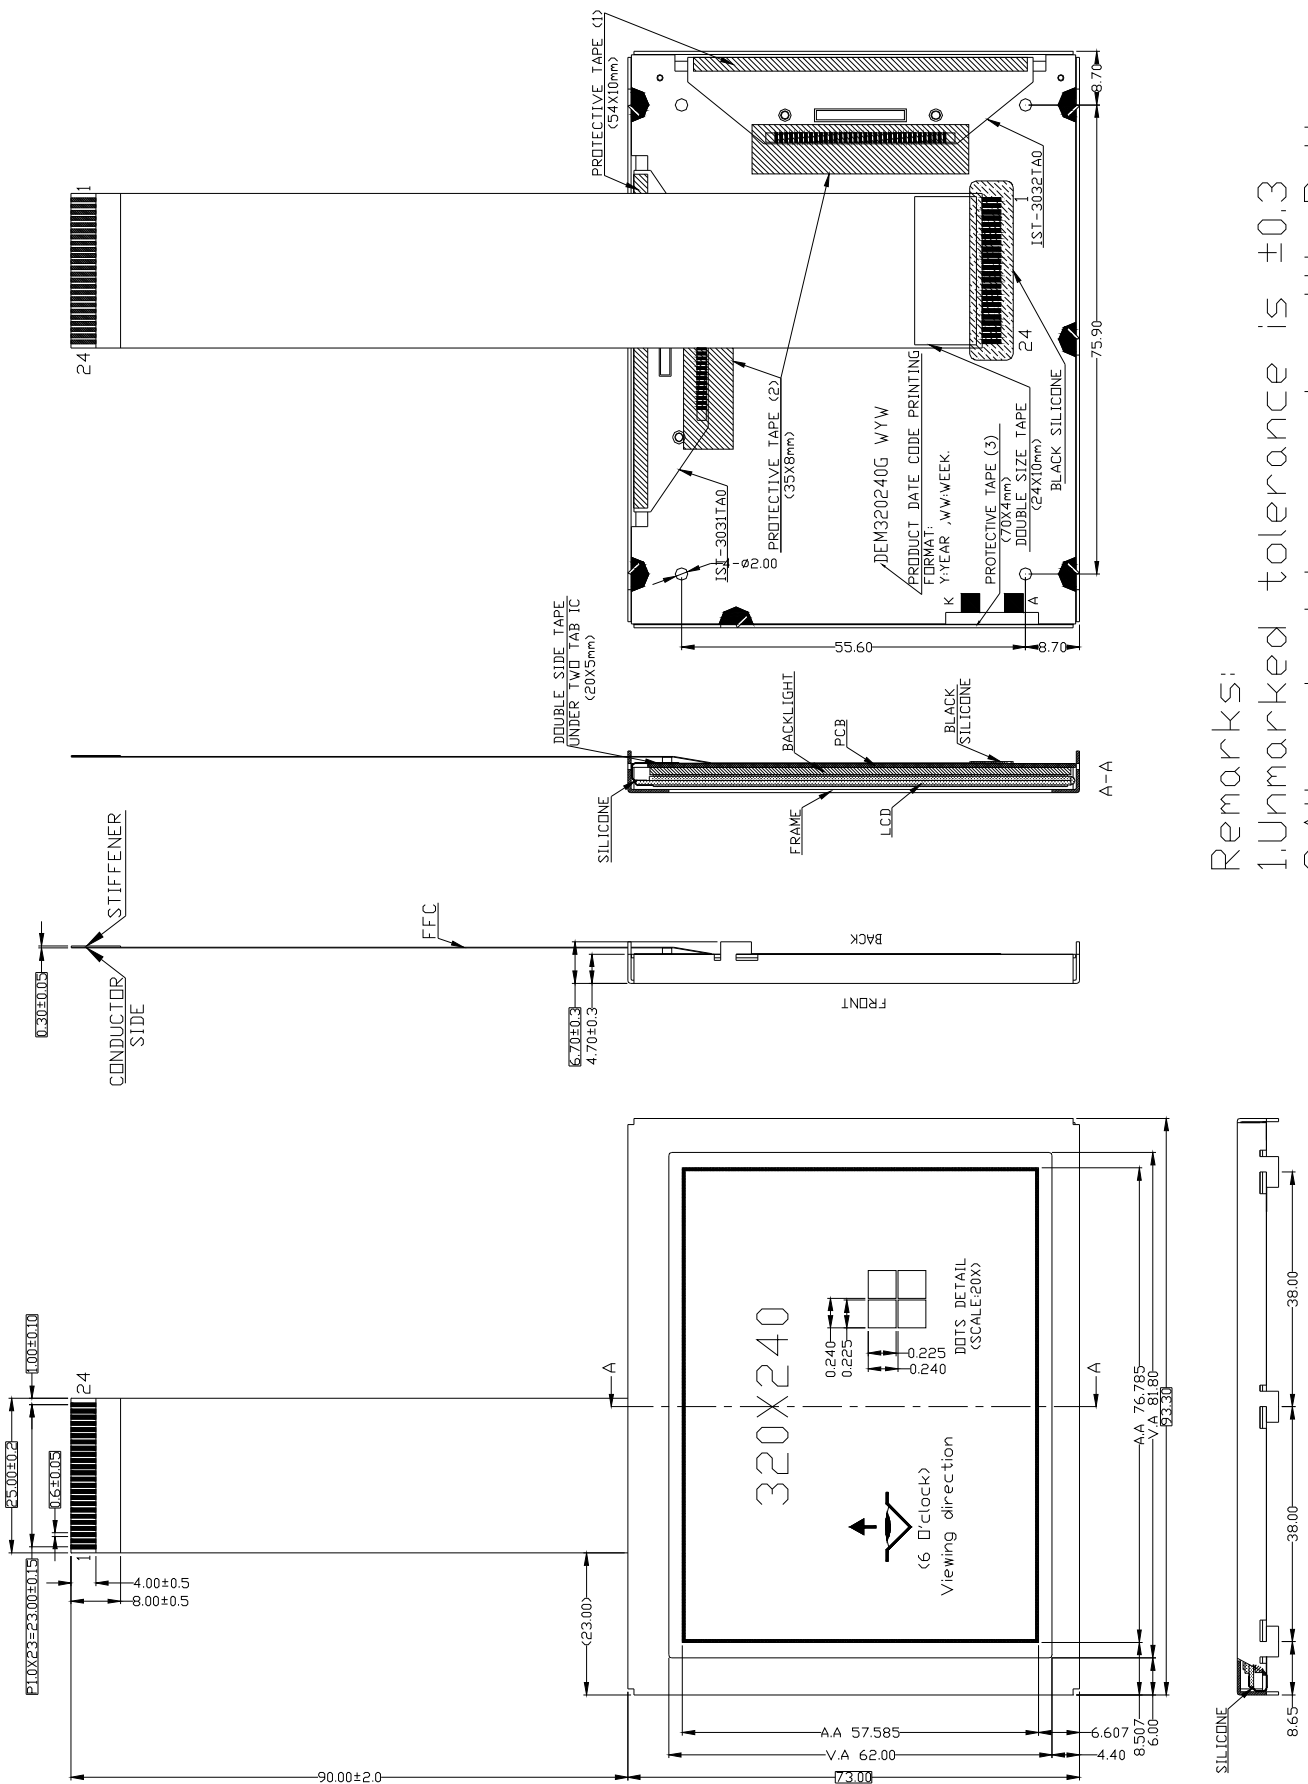 PROTECTIVE TAPE (1)
(54X10mm)
1
24
8.70
IST-3032TA0
1
24
75.90
BLACK SILICONE
DOUBLE SIZE TAPE
(24X10mm)
PROTECTIVE TAPE (3)
(70X4mm)
PROTECTIVE TAPE (2)
(35X8mm)
IST-3031TA0
4-Ø2.00
DEM320240G WYW
PRODUCT DATE CODE PRINTING
FORMAT:
Y:YEAR ,WW:WEEK.
K
A
55.60
8.70
DOUBLE SIDE TAPE
UNDER TWO TAB IC
(20X5mm)
BACKLIGHT
PCB
BLACK
SILICONE
SILICONE
FRAME
LCD
A-A
Remarks:
1.Unmarked tolerance is ±0.3
0.30±0.05
STIFFENER
CONDUCTOR
SIDE
FFC
6.70±0.3
4.70±0.3
BACK
FRONT
1.00±0.10
25.00±0.2
0.6±0.05
P1.0X23=23.00±0.15
24
1
4.00±0.5
8.00±0.5
(23.00)
90.00±2.0
73.00
A
A
320X240
0.240
0.225
0.225
0.240
DOTS DETAIL
(SCALE:20X)
(6 O'clock)
Viewing direction
A.A 76.785
V.A 81.80
93.30
A.A 57.585
V.A 62.00
6.607
4.40
8.507
6.00
SILICONE
8.65
38.00
38.00